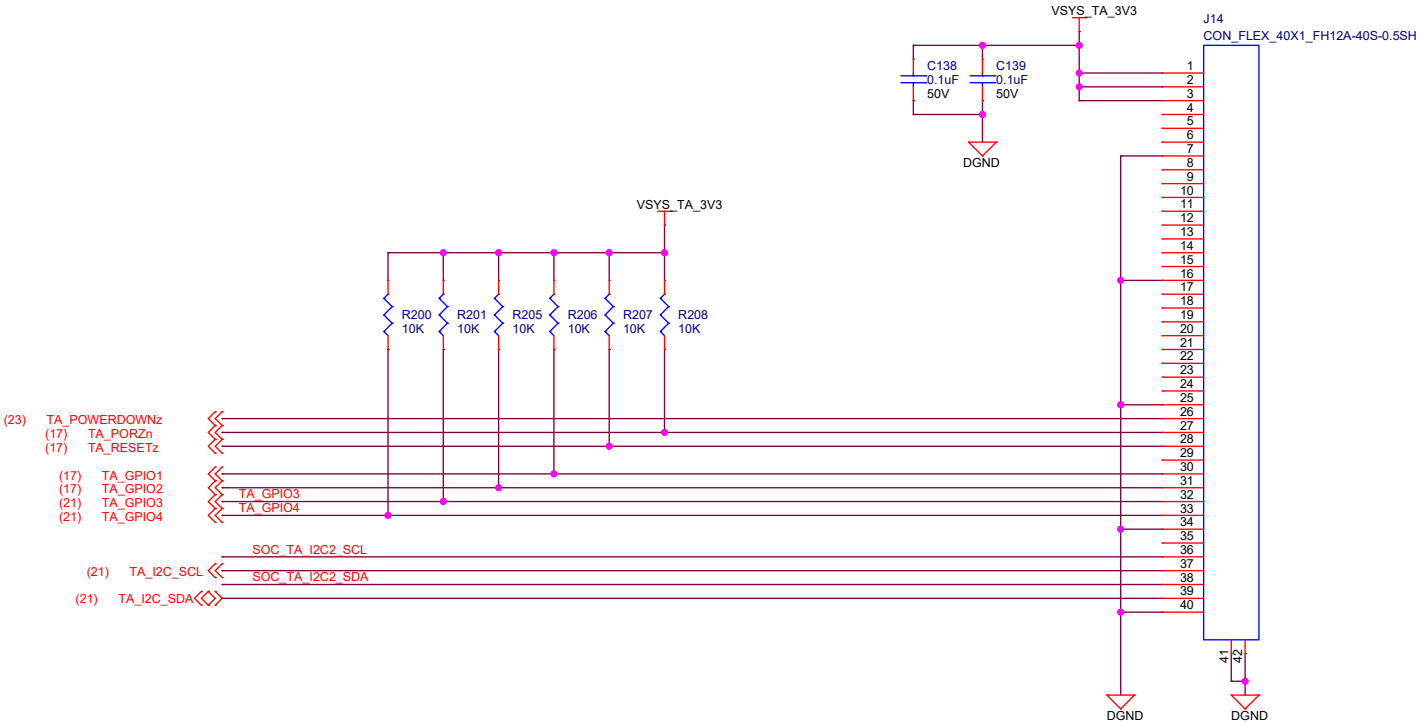 VSYS_TA_3V3
J14
CON_FLEX_40X1_FH12A-40S-0.5SH
C138
0.1uF
50V
C139
0.1uF
50V
DGND
1
2
3
4
5
6
7
8
9
10
11
12
13
14
15
16
17
18
19
20
21
22
23
24
25
26
27
28
29
30
31
32
33
34
35
36
37
38
39
40
41
42
VSYS_TA_3V3
R200
10K
R201
10K
R205
10K
R206
10K
R207
10K
R208
10K
(23) TA_POWERDOWNz
(17) TA_PORZn
(17) TA_RESETz
(17) TA_GPIO1
(17) TA_GPIO2
(21) TA_GPIO3
TA_GPIO3
(21) TA_GPIO4
TA_GPIO4
SOC_TA_I2C2_SCL
(21) TA_I2C_SCL
SOC_TA_I2C2_SDA
(21) TA_I2C_SDA
DGND
DGND